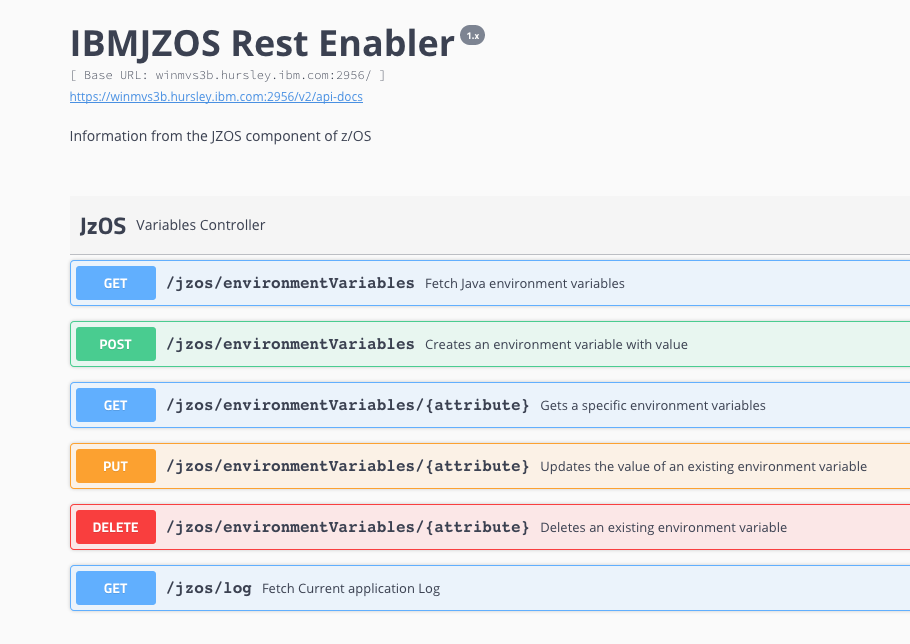 IBMJZOS Rest Enabler 1.x
[ Base URL: winmvs3b.hursley.ibm.com:2956/ ]
https://winmvs3b.hursley.ibm.com:2956/v2/api-docs
Information from the JZOS component of z/OS
JzOS Variables Controller
GET /jzos/environmentVariables Fetch Java environment variables
POST /jzos/environmentVariables Creates an environment variable with value
GET /jzos/environmentVariables/{attribute} Gets a specific environment variables
PUT /jzos/environmentVariables/{attribute} Updates the value of an existing environment variable
DELETE /jzos/environmentVariables/{attribute} Deletes an existing environment variable
GET /jzos/log Fetch Current application Log